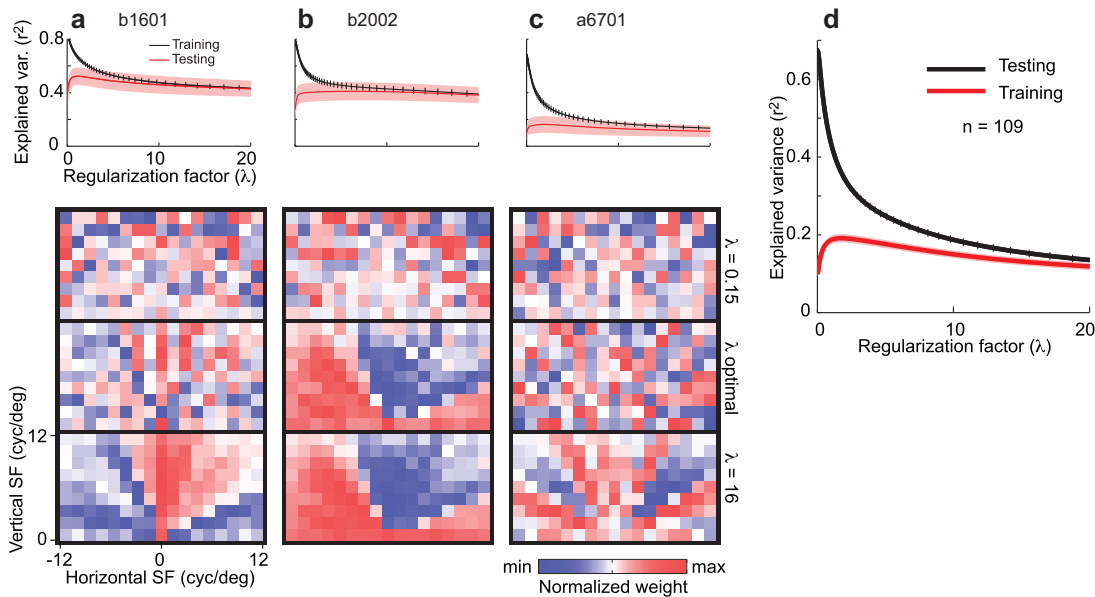 a b1601
b b2002
c a6701
d
Explained var. (r²)
0.8
0.4
0
Training
Testing
0 10 20
Regularization factor (λ)
λ = 0.15
λ optimal
λ = 16
Vertical SF (cyc/deg)
12
0
-12 0 12
Horizontal SF (cyc/deg)
min max
Normalized weight
Explained variance (r²)
0.6
0.4
0.2
0
Testing
Training
n = 109
0 10 20
Regularization factor (λ)